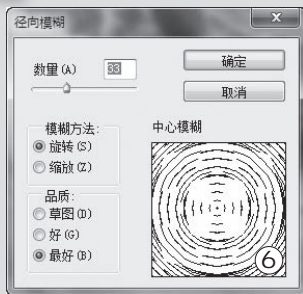 径向模糊
数量(A) 33
确定
取消
模糊方法:
旋转(S)
缩放(Z)
中心模糊
品质:
草图(D)
好(G)
最好(B)
6